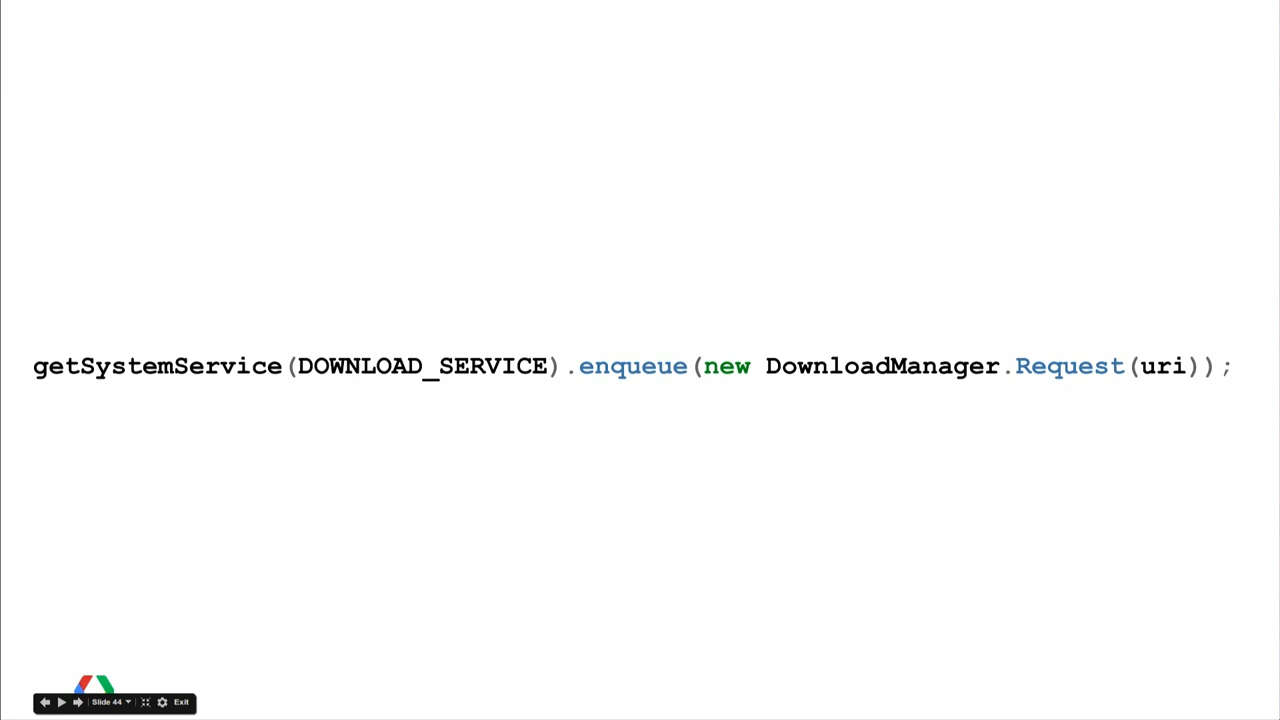 getSystemService(DOWNLOAD_SERVICE).enqueue(new DownloadManager.Request(uri));
Slide 44
Exit